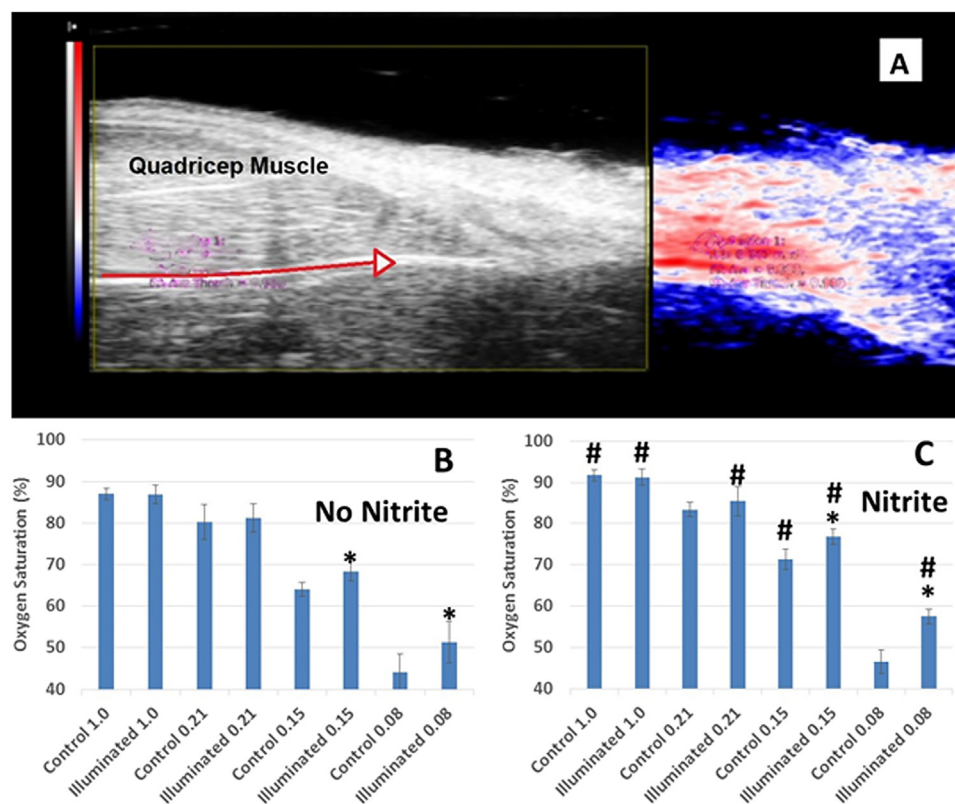 A
Quadricep Muscle
B
No Nitrite
Oxygen Saturation (%)
100
90
80
70
60
50
40
*
*
Control 1.0
Illuminated 1.0
Control 0.21
Illuminated 0.21
Control 0.15
Illuminated 0.15
Control 0.08
Illuminated 0.08
C
Nitrite
Oxygen Saturation (%)
100
90
80
70
60
50
40
# # # # # * # *
Control 1.0
Illuminated 1.0
Control 0.21
Illuminated 0.21
Control 0.15
Illuminated 0.15
Control 0.08
Illuminated 0.08